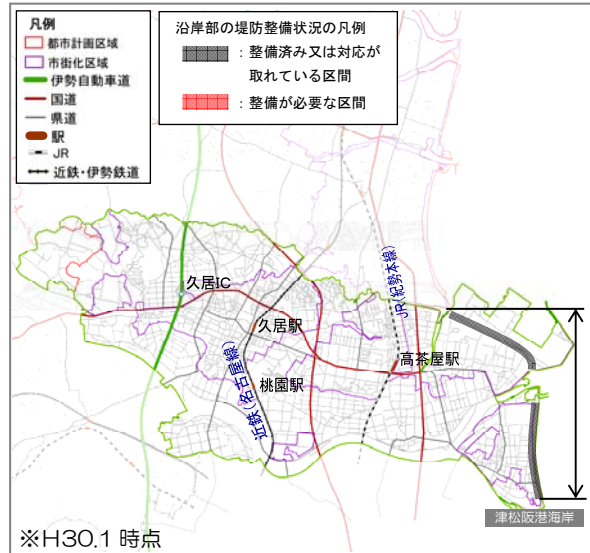 凡例
都市計画区域
市街化区域
伊勢自動車道
国道
県道
駅
JR
近鉄・伊勢鉄道
沿岸部の堤防整備状況の凡例
：整備済み又は対応が
取れている区間
：整備が必要な区間
久居IC
久居駅
JR(紀勢本線)
高茶屋駅
近鉄(名古屋線)
桃園駅
津松阪港海岸
※H30.1 時点